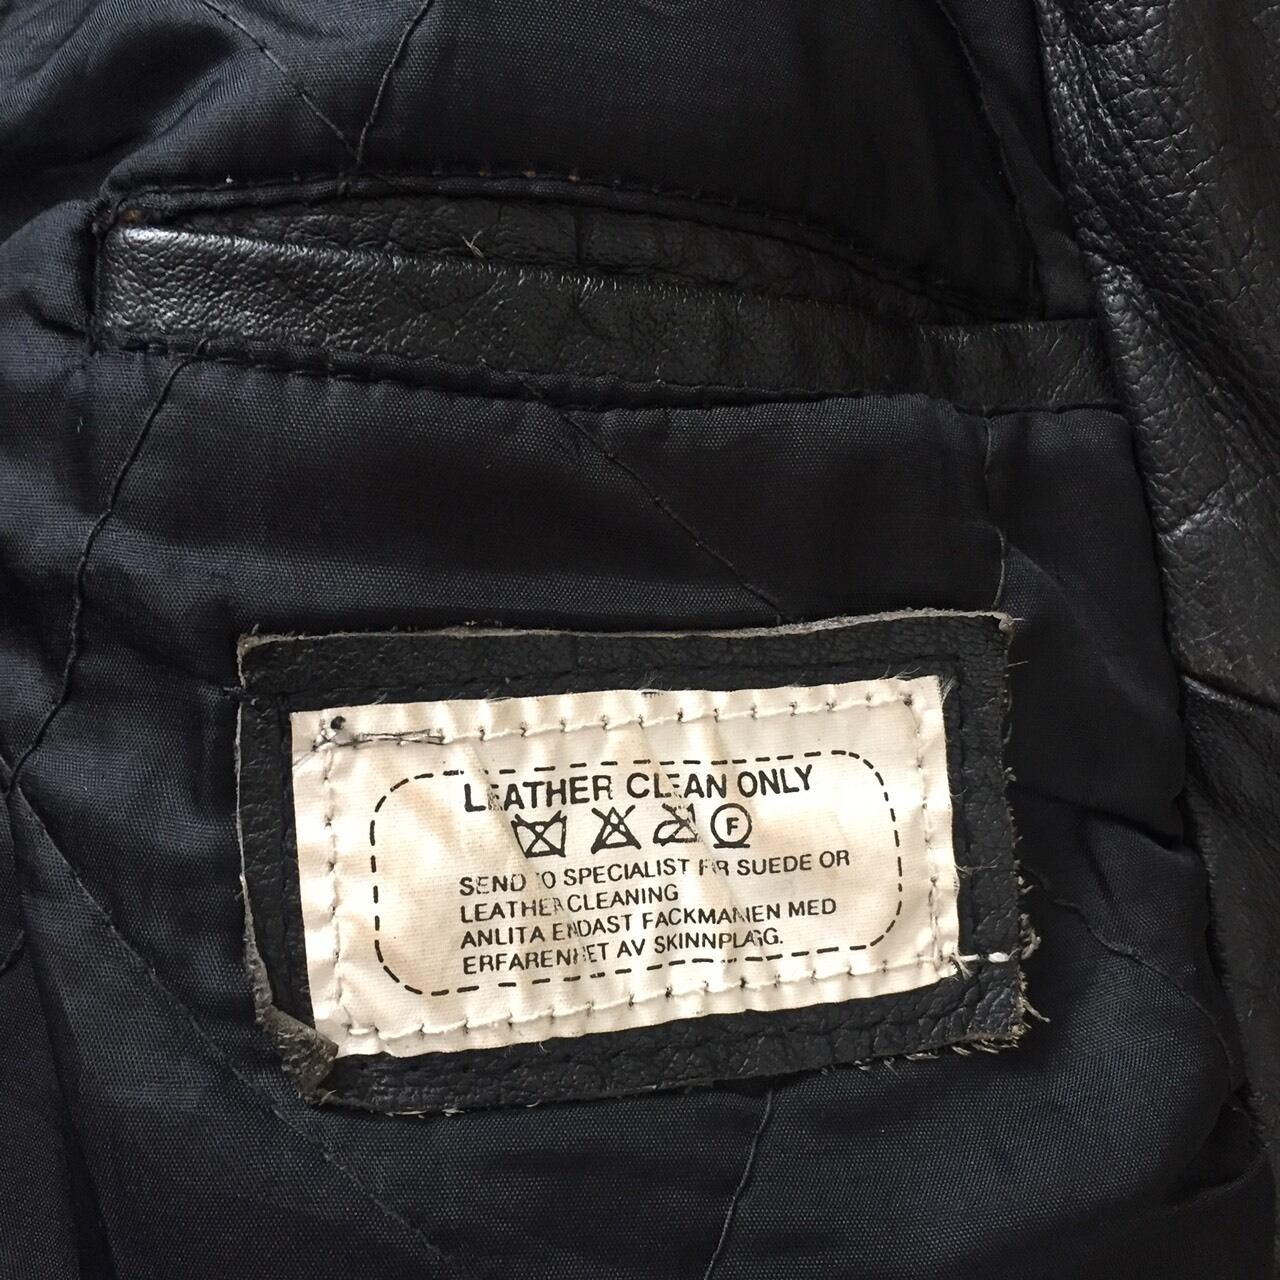 LEATHER CLEAN ONLY
F
SEND TO SPECIALIST FOR SUEDE OR
LEATHER CLEANING
ANLITA ENDAST FACKMANNEN MED
ERFARENHET AV SKINNPLAGG.